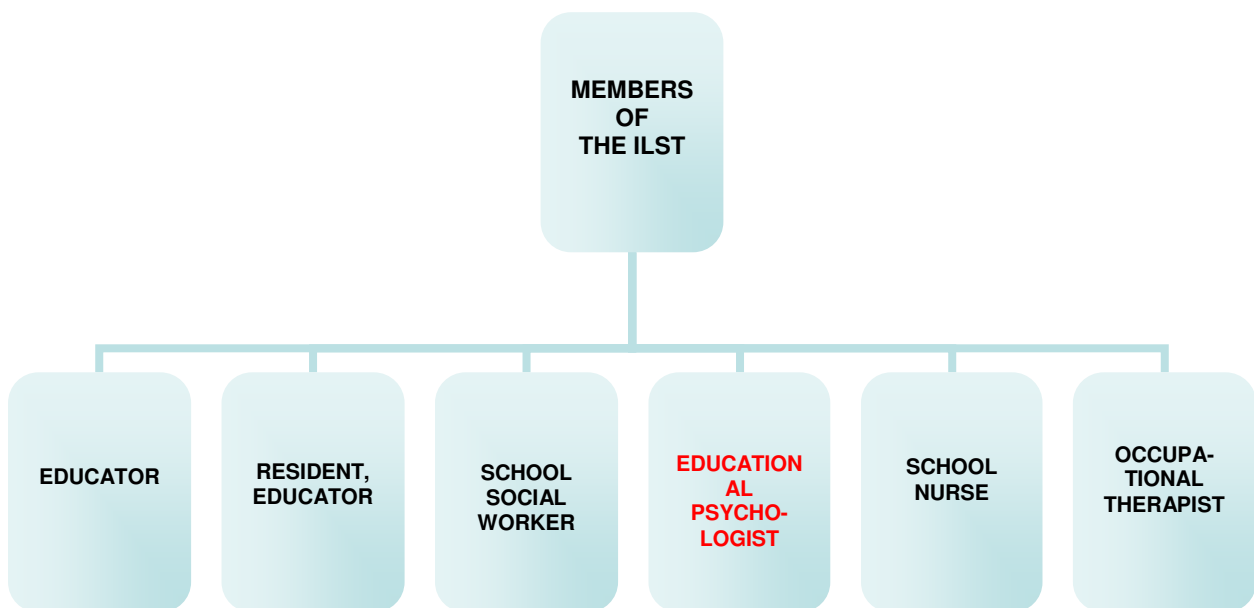 MEMBERS
OF
THE ILST
EDUCATOR
RESIDENT,
EDUCATOR
SCHOOL
SOCIAL
WORKER
EDUCATION
AL
PSYCHO-
LOGIST
SCHOOL
NURSE
OCCUPA-
TIONAL
THERAPIST